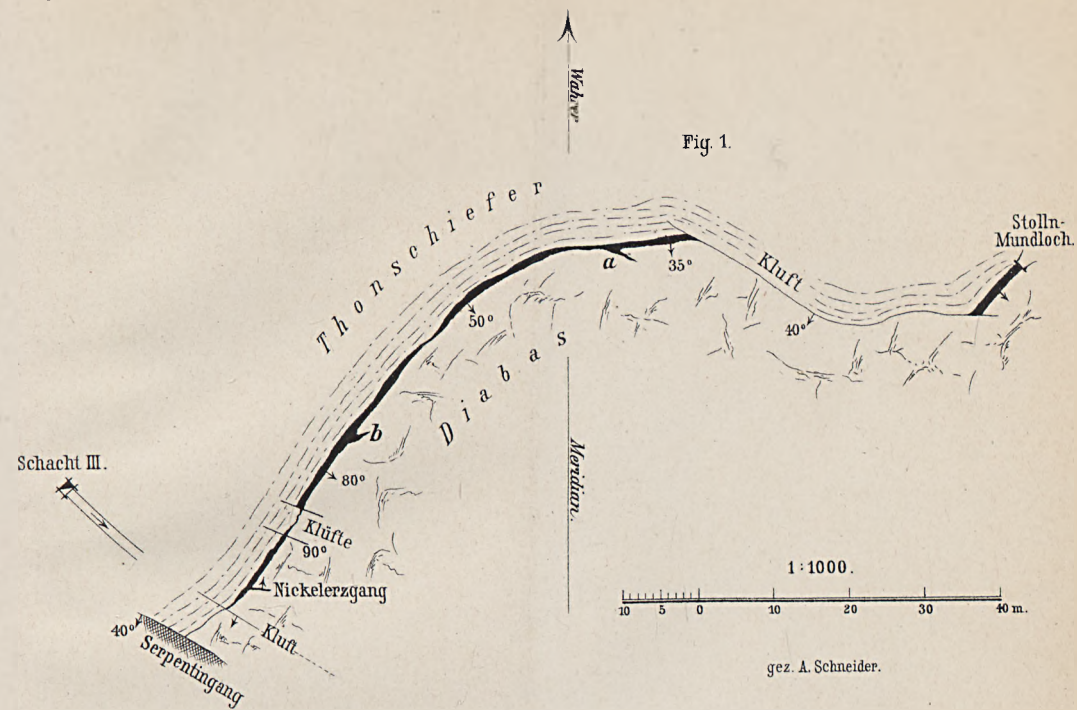 Wahrer
Fig. 1.
Thonschiefer
Stolln-
Mundloch.
a
35°
Kluft
50°
40°
Diabas
b
Meridian.
Schacht III.
80°
Klüfte
90°
1:1000.
Nickelerzgang
10 5 0 10 20 30 40 m.
40°
Kluft
Serpentingang
gez. A. Schneider.